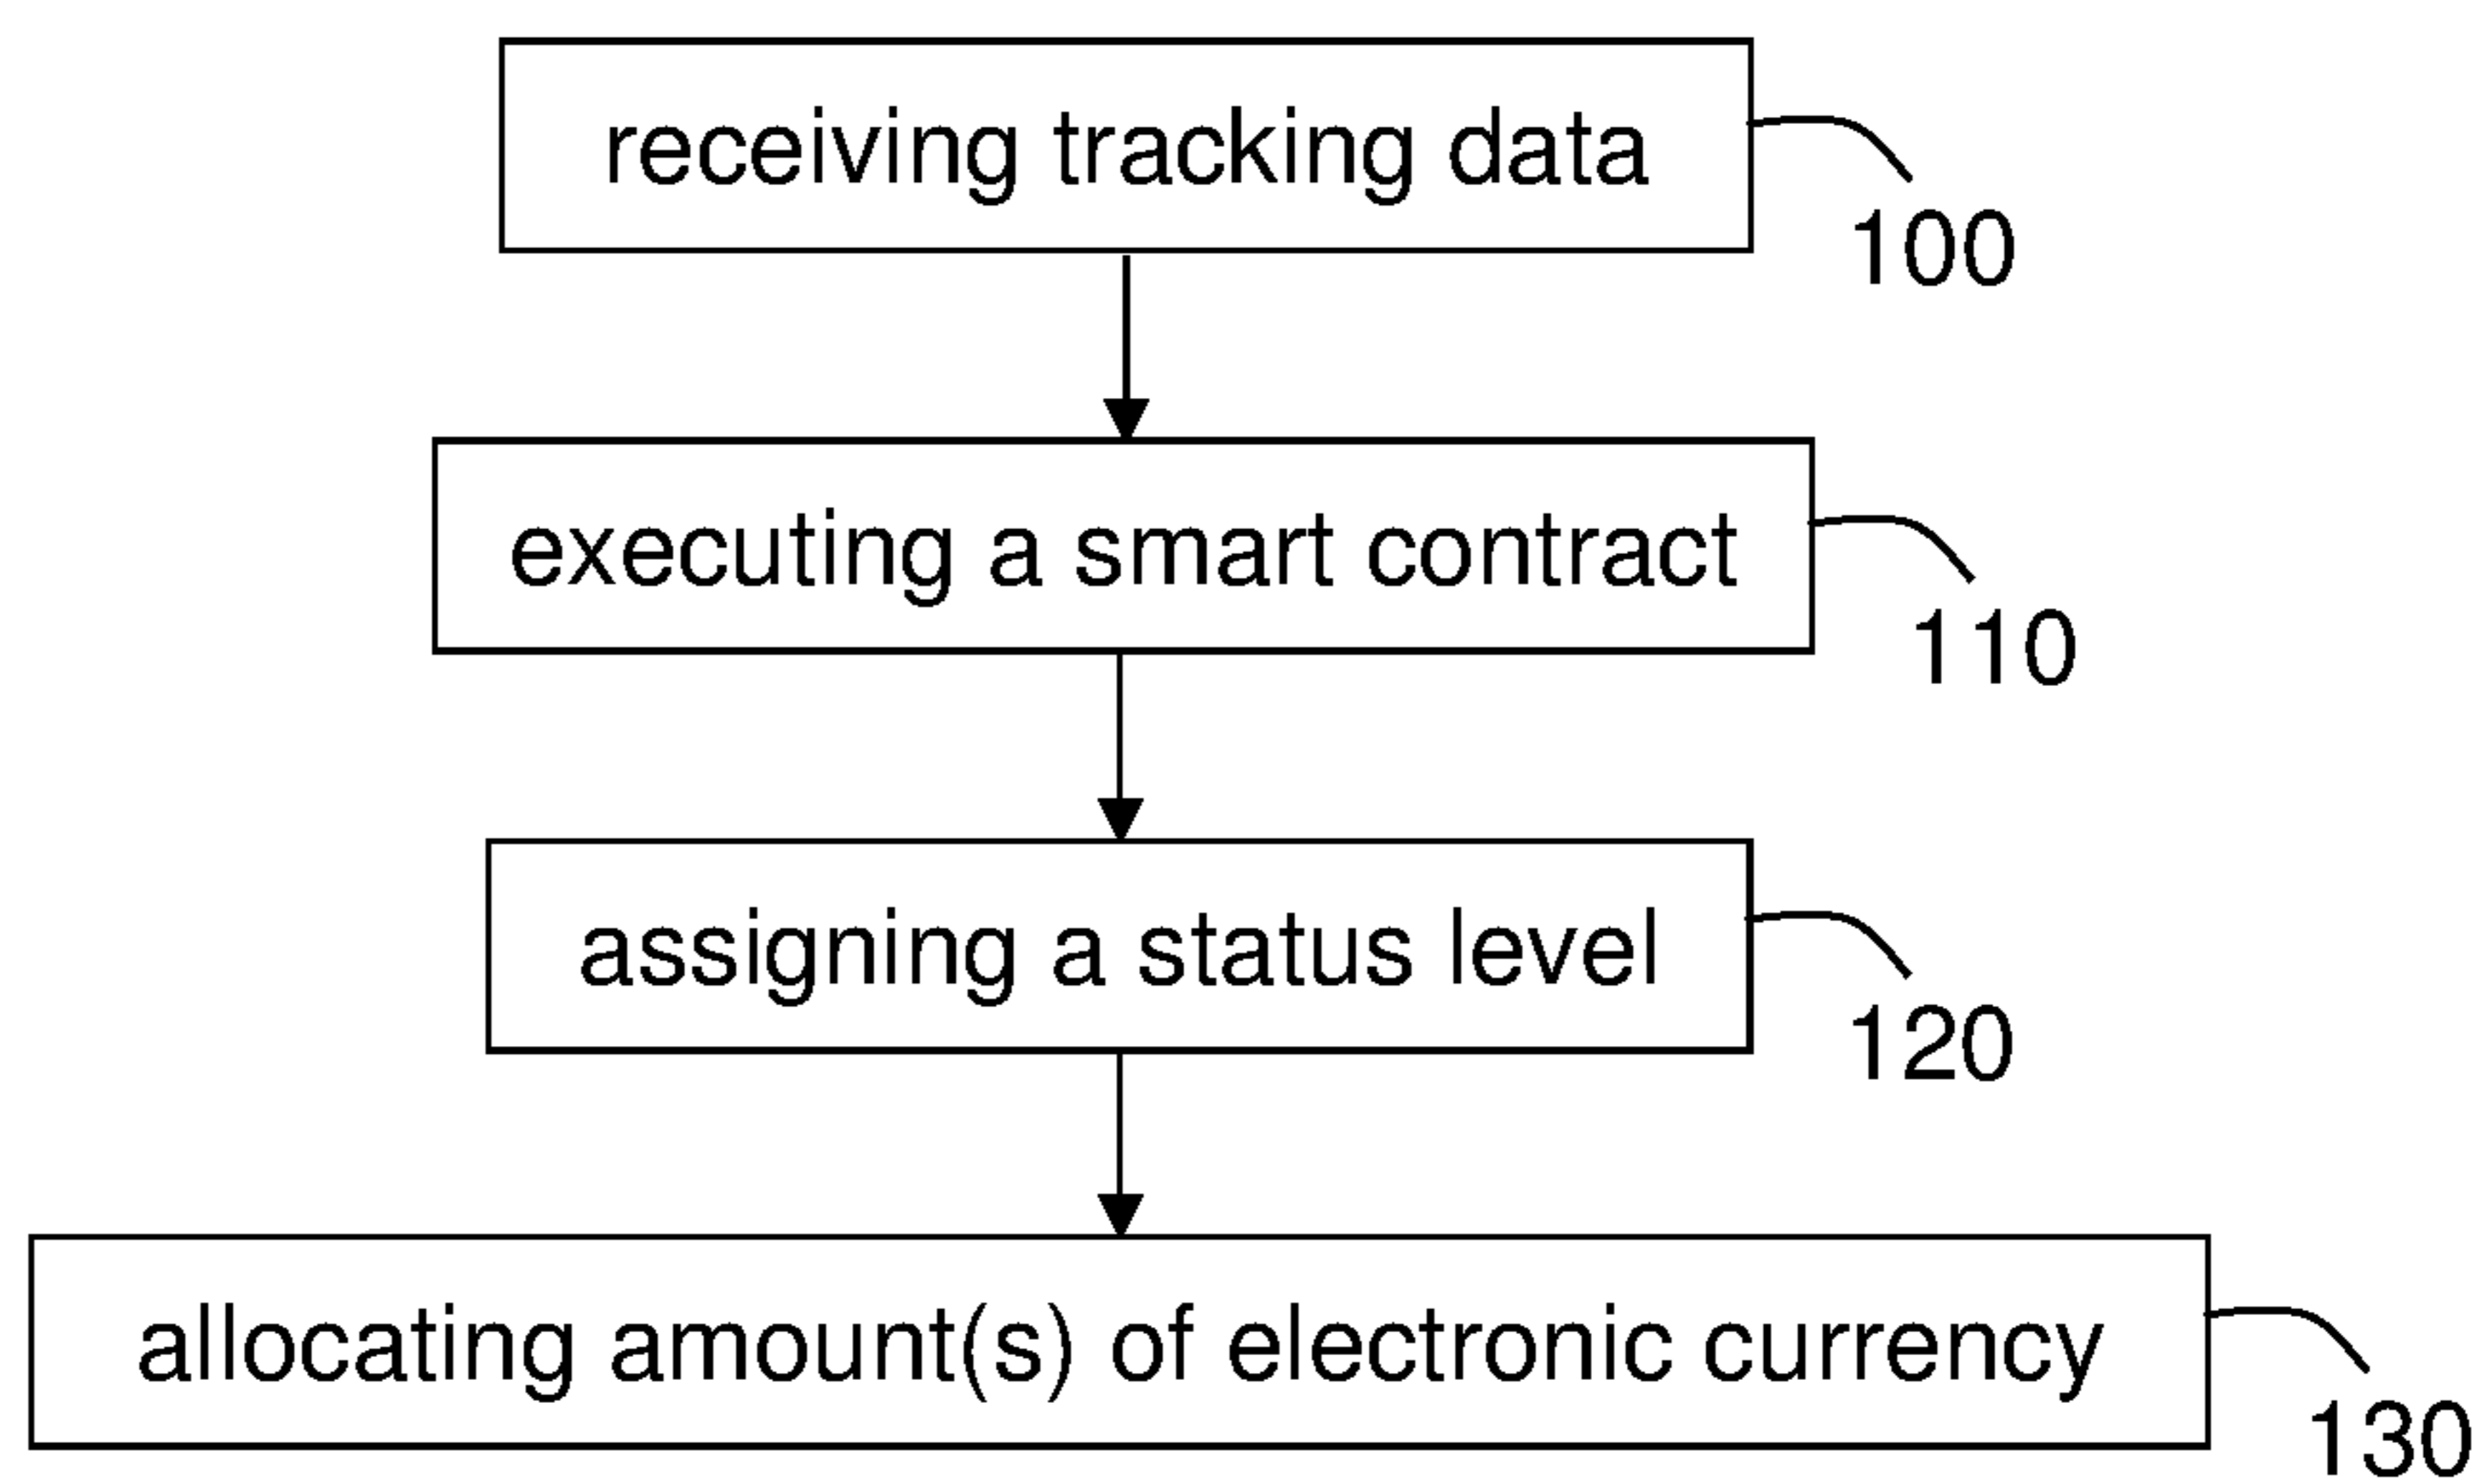 receiving tracking data
100
executing a smart contract
110
assigning a status level
120
allocating amount(s) of electronic currency
130